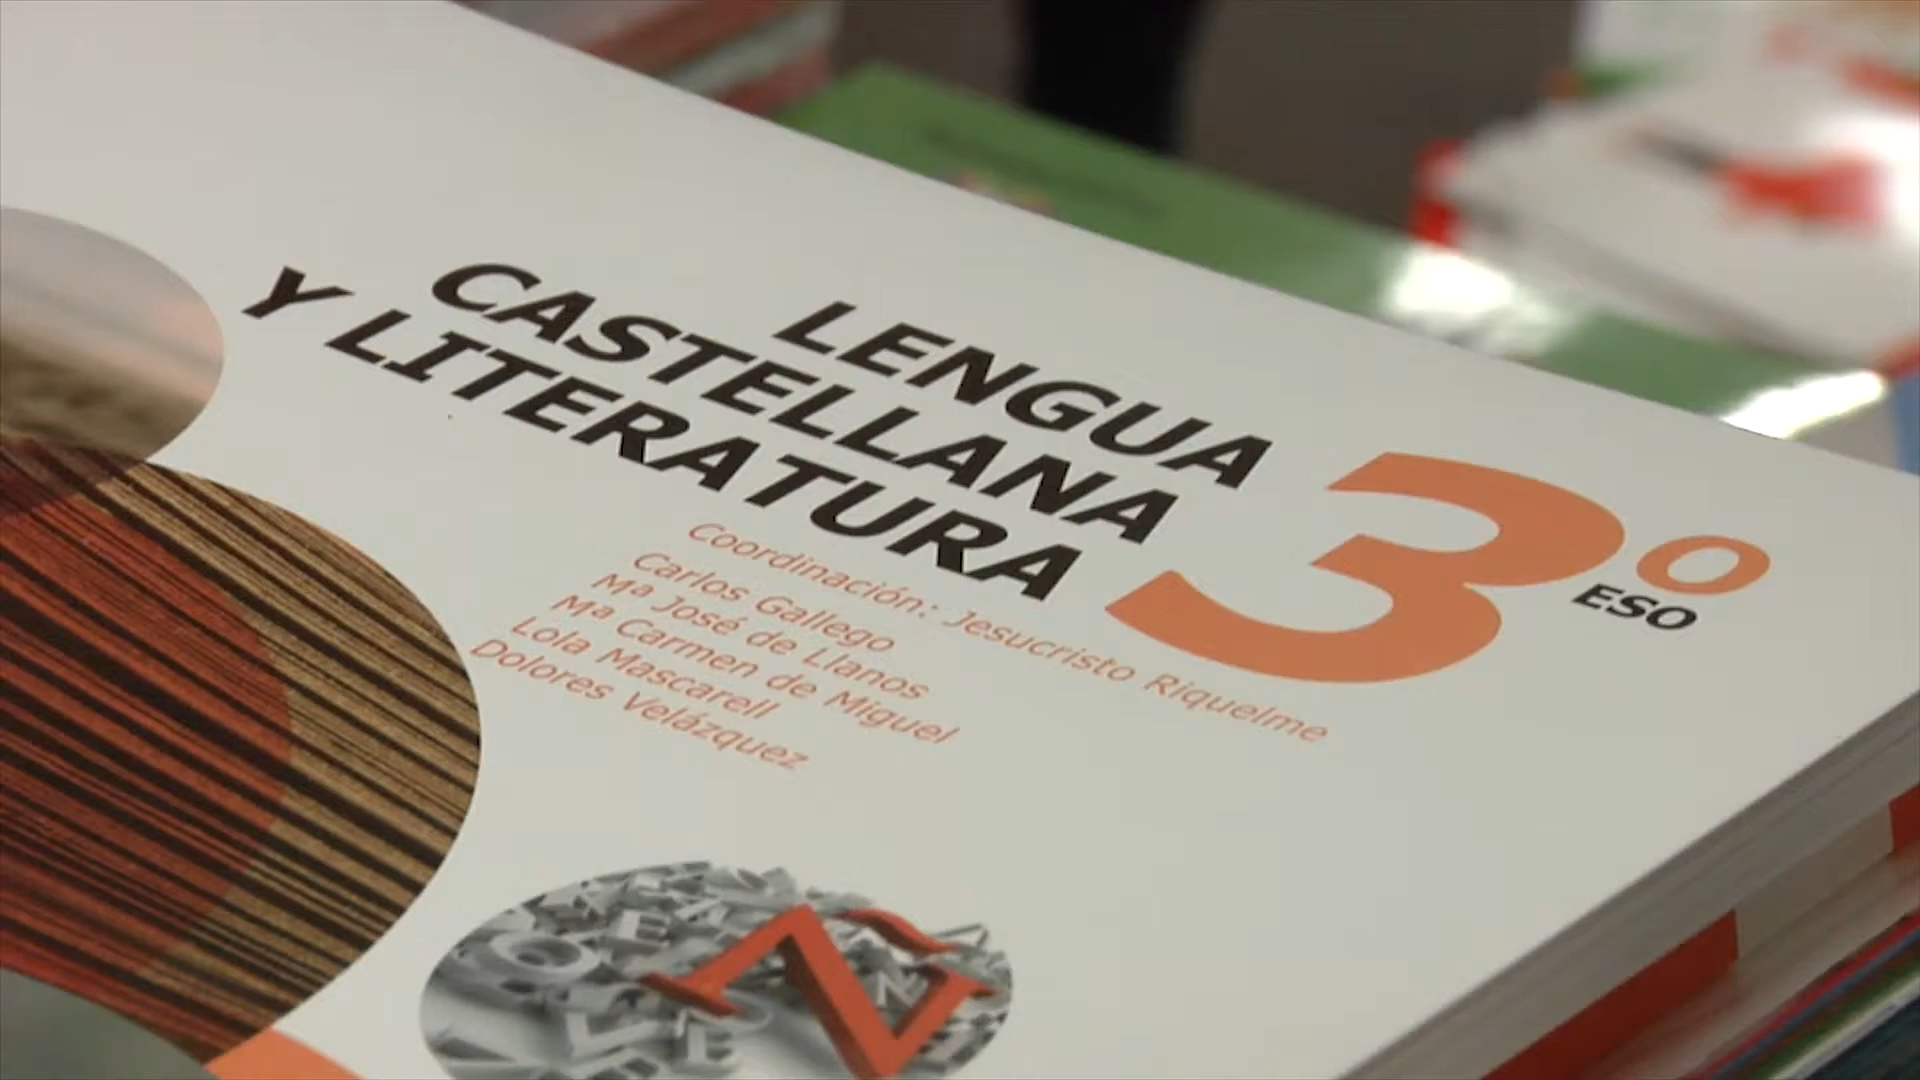 LENGUA
CASTELLANA
Y LITERATURA
3º
ESO
Coordinación: Jesucristo Riquelme
Carlos Gallego
Mª José de Llanos
Mª Carmen de Miguel
Lola Mascarell
Dolores Velázquez
Ñ